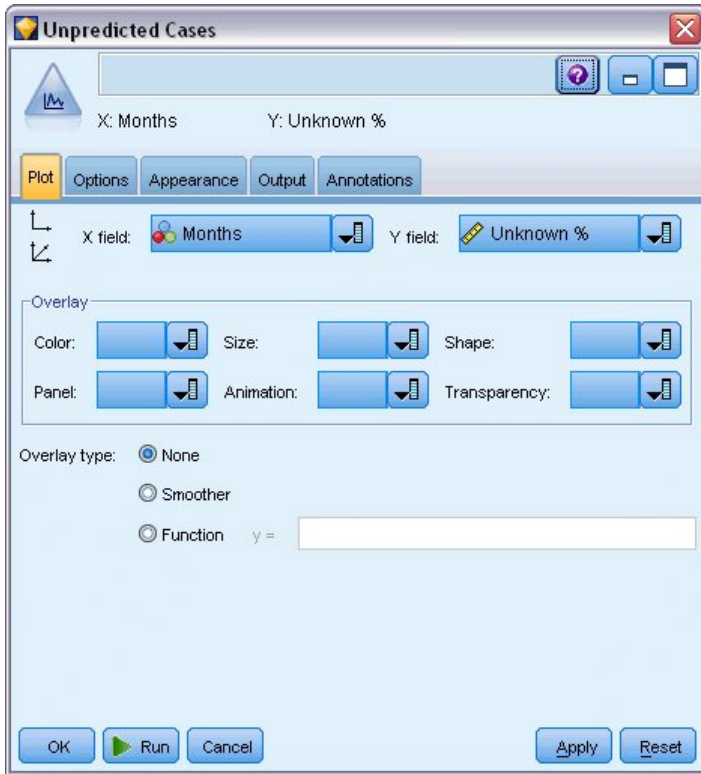 Unpredicted Cases
X: Months Y: Unknown %
Plot Options Appearance Output Annotations
X field: Months Y field: Unknown %
Overlay
Color: Size: Shape:
Panel: Animation: Transparency:
Overlay type: None
Smoother
Function y =
OK Run Cancel Apply Reset